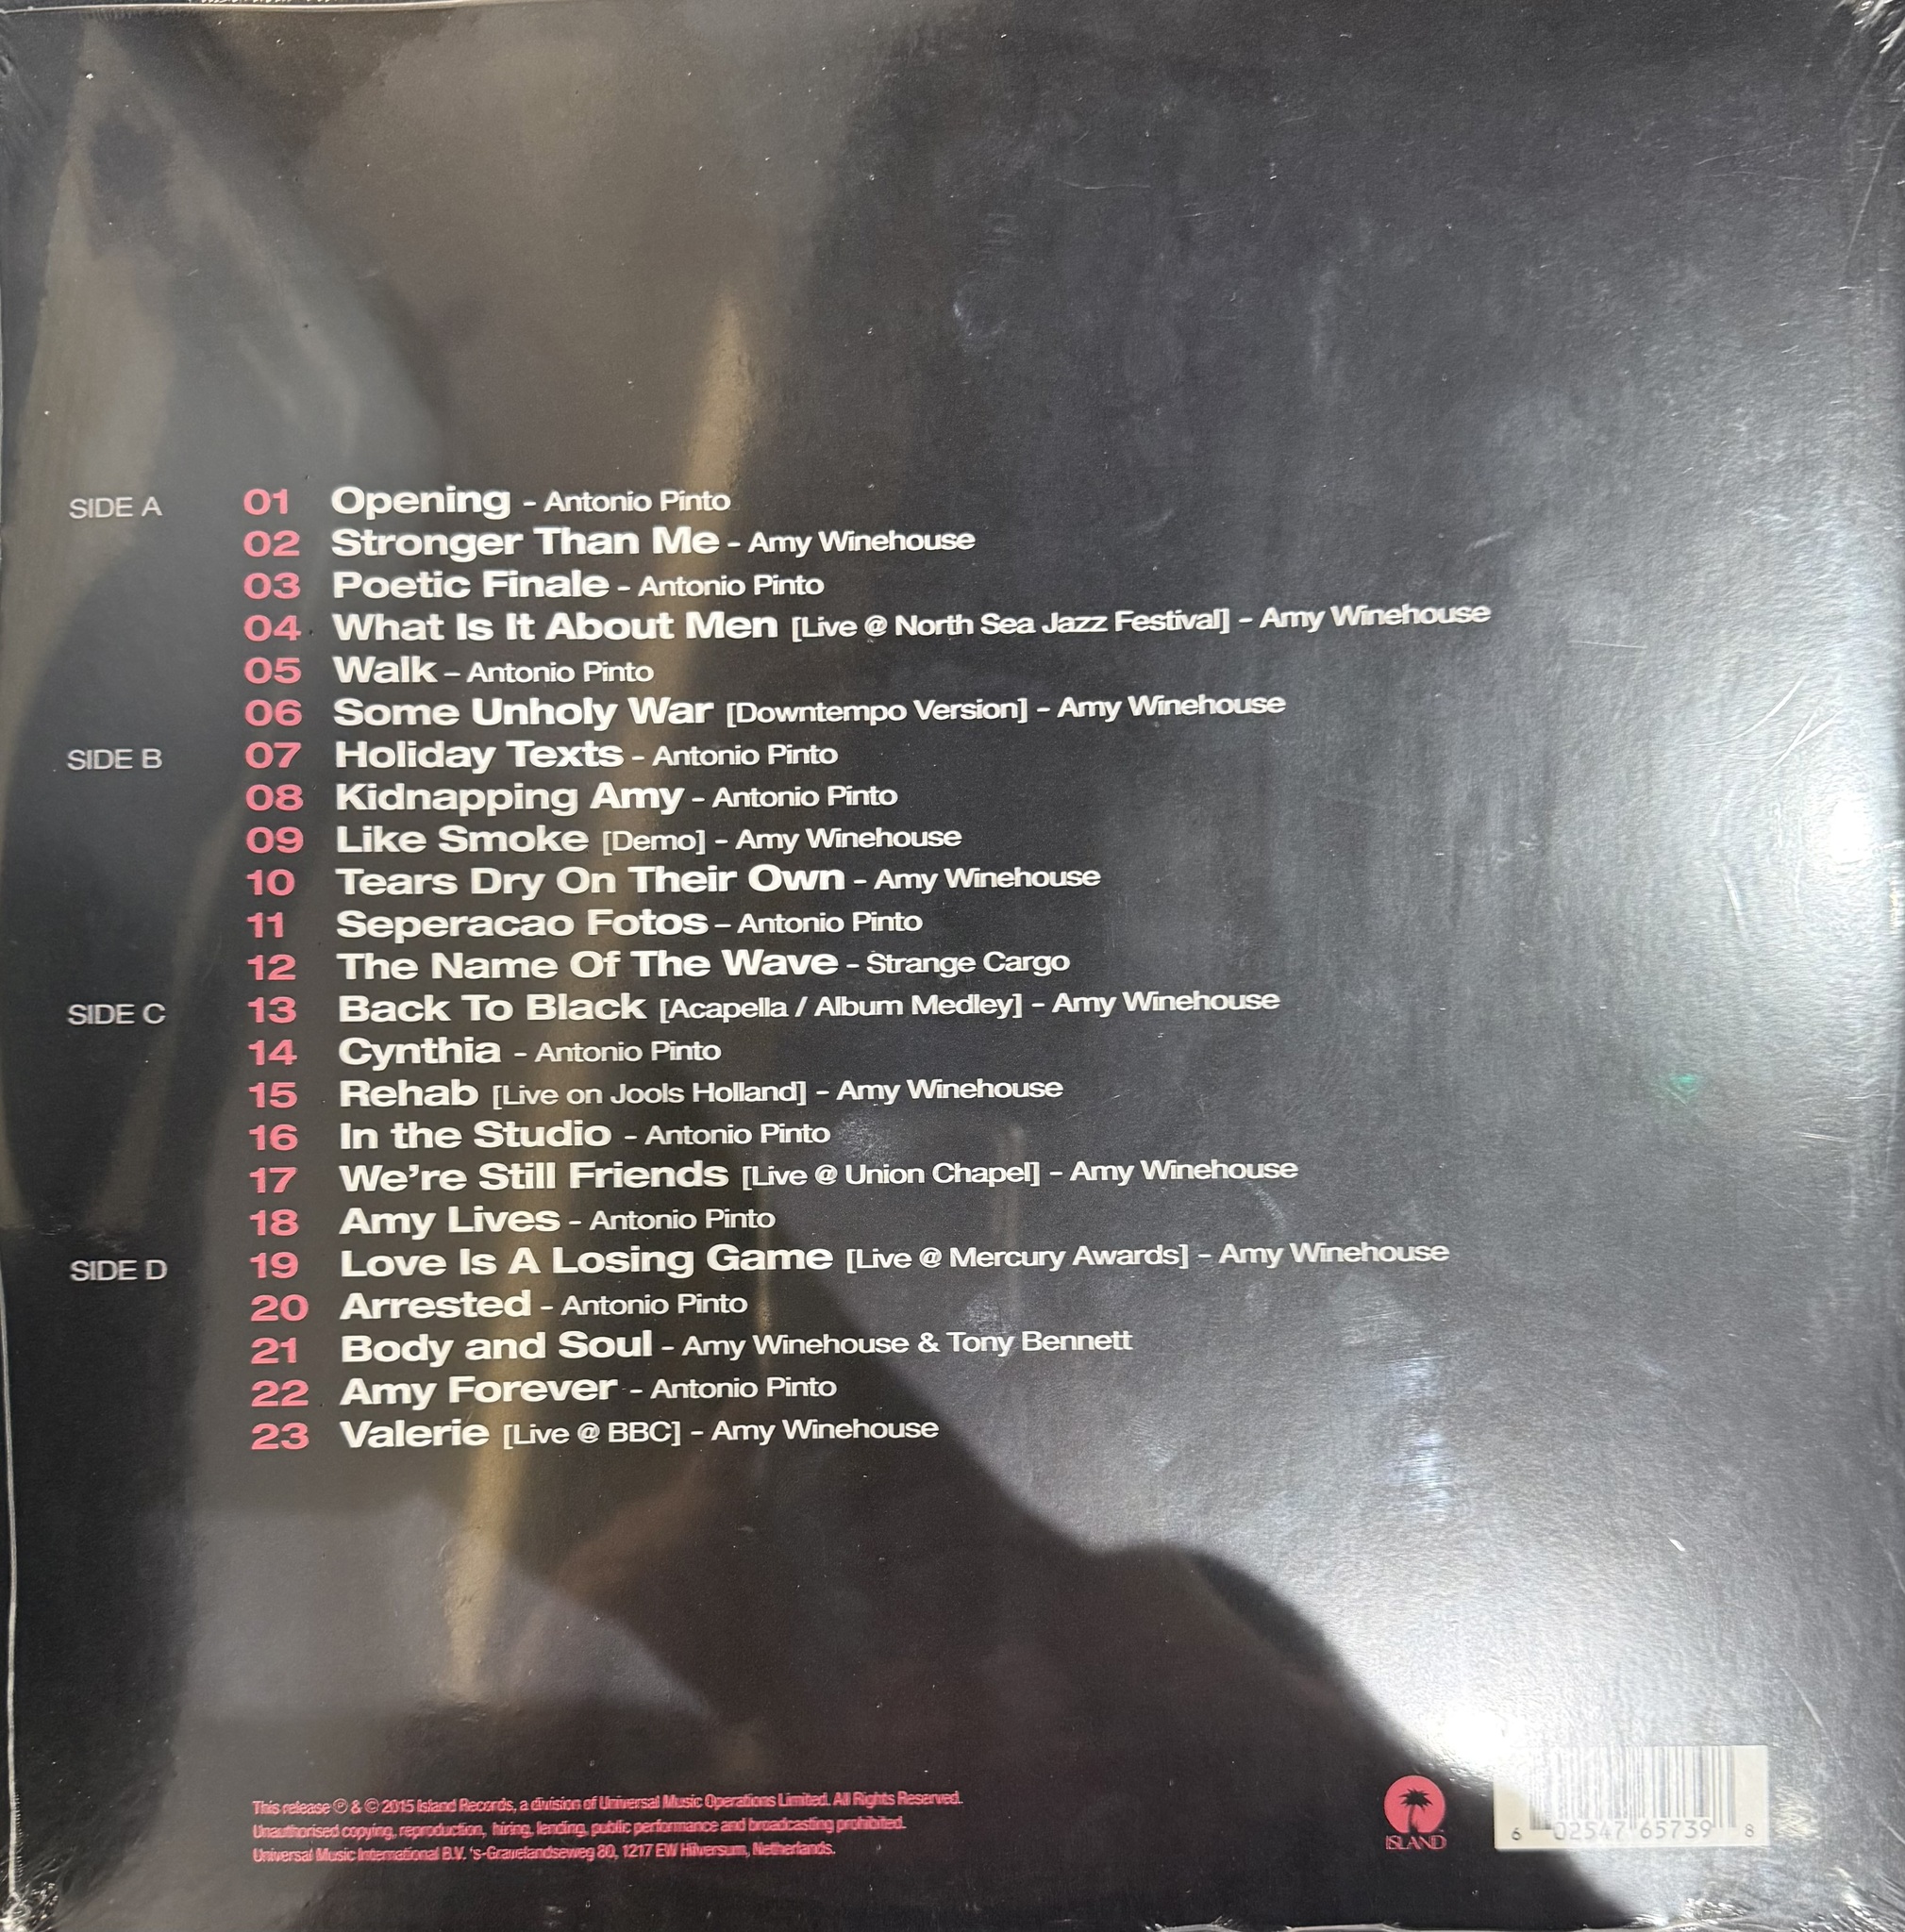 SIDE A 01 Opening - Antonio Pinto
02 Stronger Than Me - Amy Winehouse
03 Poetic Finale - Antonio Pinto
04 What Is It About Men [Live @ North Sea Jazz Festival] - Amy Winehouse
05 Walk - Antonio Pinto
06 Some Unholy War [Downtempo Version] - Amy Winehouse
SIDE B 07 Holiday Texts - Antonio Pinto
08 Kidnapping Amy - Antonio Pinto
09 Like Smoke [Demo] - Amy Winehouse
10 Tears Dry On Their Own - Amy Winehouse
11 Seperacao Fotos - Antonio Pinto
12 The Name Of The Wave - Strange Cargo
SIDE C 13 Back To Black [Acapella / Album Medley] - Amy Winehouse
14 Cynthia - Antonio Pinto
15 Rehab [Live on Jools Holland] - Amy Winehouse
16 In the Studio - Antonio Pinto
17 We're Still Friends [Live @ Union Chapel] - Amy Winehouse
18 Amy Lives - Antonio Pinto
SIDE D 19 Love Is A Losing Game [Live @ Mercury Awards] - Amy Winehouse
20 Arrested - Antonio Pinto
21 Body and Soul - Amy Winehouse & Tony Bennett
22 Amy Forever - Antonio Pinto
23 Valerie [Live @ BBC] - Amy Winehouse
This release ℗ & © 2015 Island Records, a division of Universal Music Operations Limited. All Rights Reserved.
Unauthorised copying, reproduction, hiring, lending, public performance and broadcasting prohibited.
Universal Music International B.V. 's-Gravelandseweg 80, 1217 EW Hilversum, Netherlands.
ISLAND
6 02547 65739 8